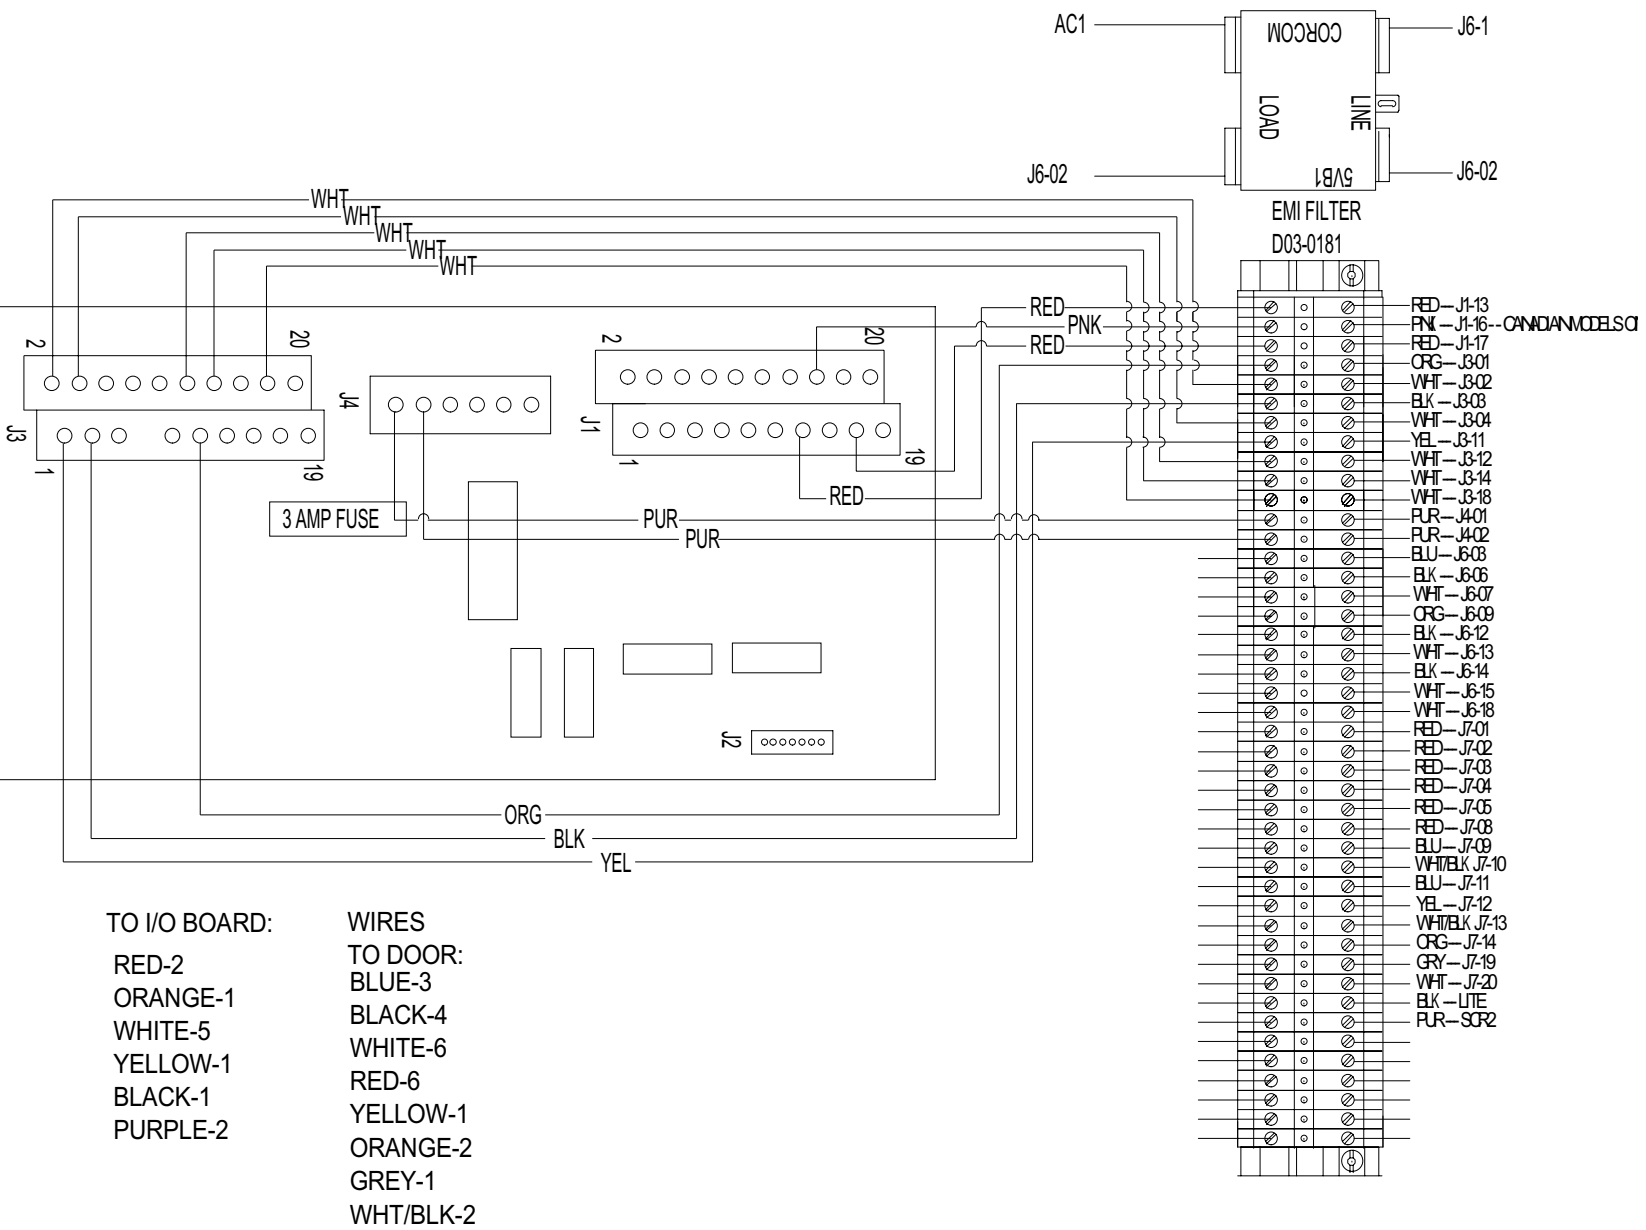 AC1
J6-1
CORCOM
LOAD
LINE
5VB1
J6-02
J6-02
EMI FILTER
D03-0181
WHT
WHT
WHT
WHT
WHT
RED
PNK
RED
RED—J1-13
PNK—J1-16--CANADIAN MODELS
RED—J1-17
ORG—J3-01
WHT—J3-02
BLK—J3-03
WHT—J3-04
YEL—J3-11
WHT—J3-12
WHT—J3-14
WHT—J3-18
PUR—J4-01
PUR—J4-02
BLU—J6-03
BLK—J6-06
WHT—J6-07
ORG—J6-09
BLK—J6-12
WHT—J6-13
BLK—J6-14
WHT—J6-15
WHT—J6-18
RED—J7-01
RED—J7-02
RED—J7-03
RED—J7-04
RED—J7-05
RED—J7-08
BLU—J7-09
WHT/BLK J7-10
BLU—J7-11
YEL—J7-12
WHT/BLK J7-13
ORG—J7-14
GRY—J7-19
WHT—J7-20
BLK—LITE
PUR—SCR2
2
20
J3
1
19
J4
2
20
J1
1
19
RED
3 AMP FUSE
PUR
PUR
J2
ORG
BLK
YEL
TO I/O BOARD:
RED-2
ORANGE-1
WHITE-5
YELLOW-1
BLACK-1
PURPLE-2
WIRES
TO DOOR:
BLUE-3
BLACK-4
WHITE-6
RED-6
YELLOW-1
ORANGE-2
GREY-1
WHT/BLK-2